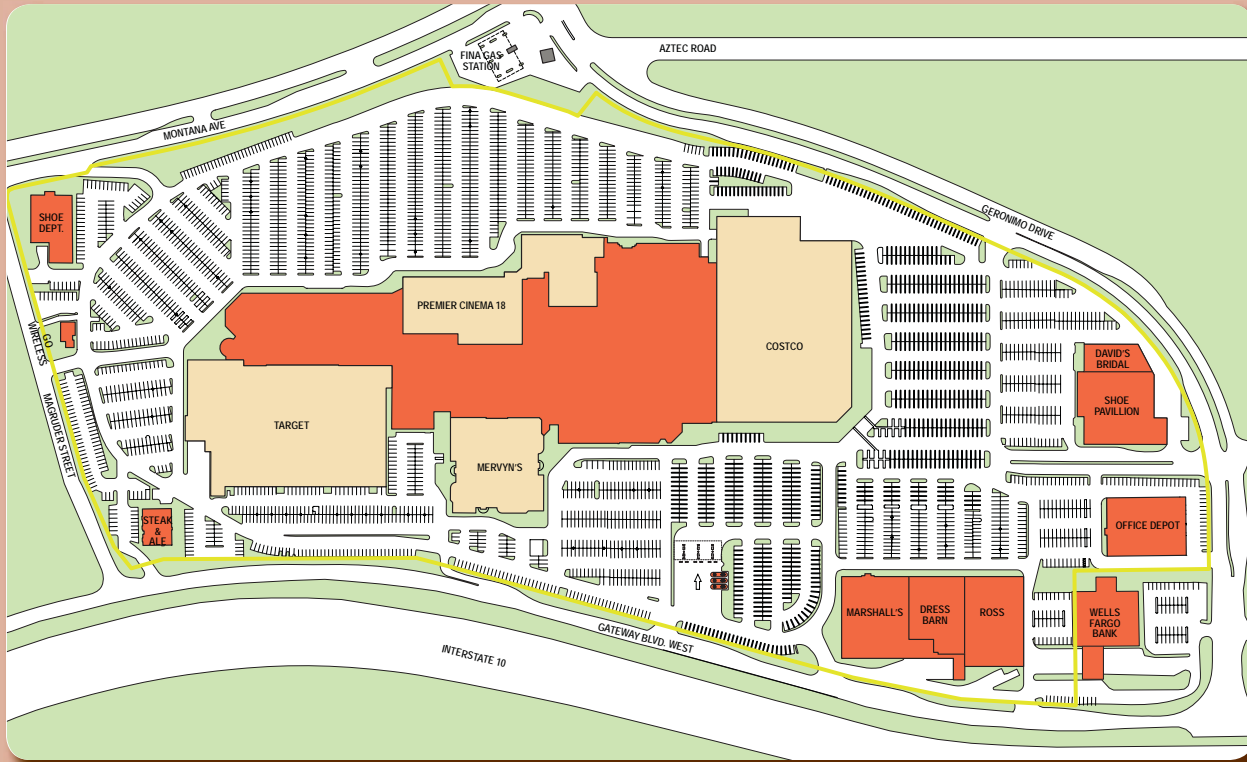 AZTEC ROAD
FINA GAS
STATION
MONTANA AVE
GERONIMO DRIVE
SHOE
DEPT.
PREMIER CINEMA 18
COSTCO
GO
WIRELESS
DAVID'S
BRIDAL
SHOE
PAVILLION
MAGRUDER STREET
TARGET
MERVYN'S
STEAK
&
ALE
OFFICE DEPOT
MARSHALL'S
DRESS
BARN
ROSS
WELLS
FARGO
BANK
GATEWAY BLVD. WEST
INTERSTATE 10